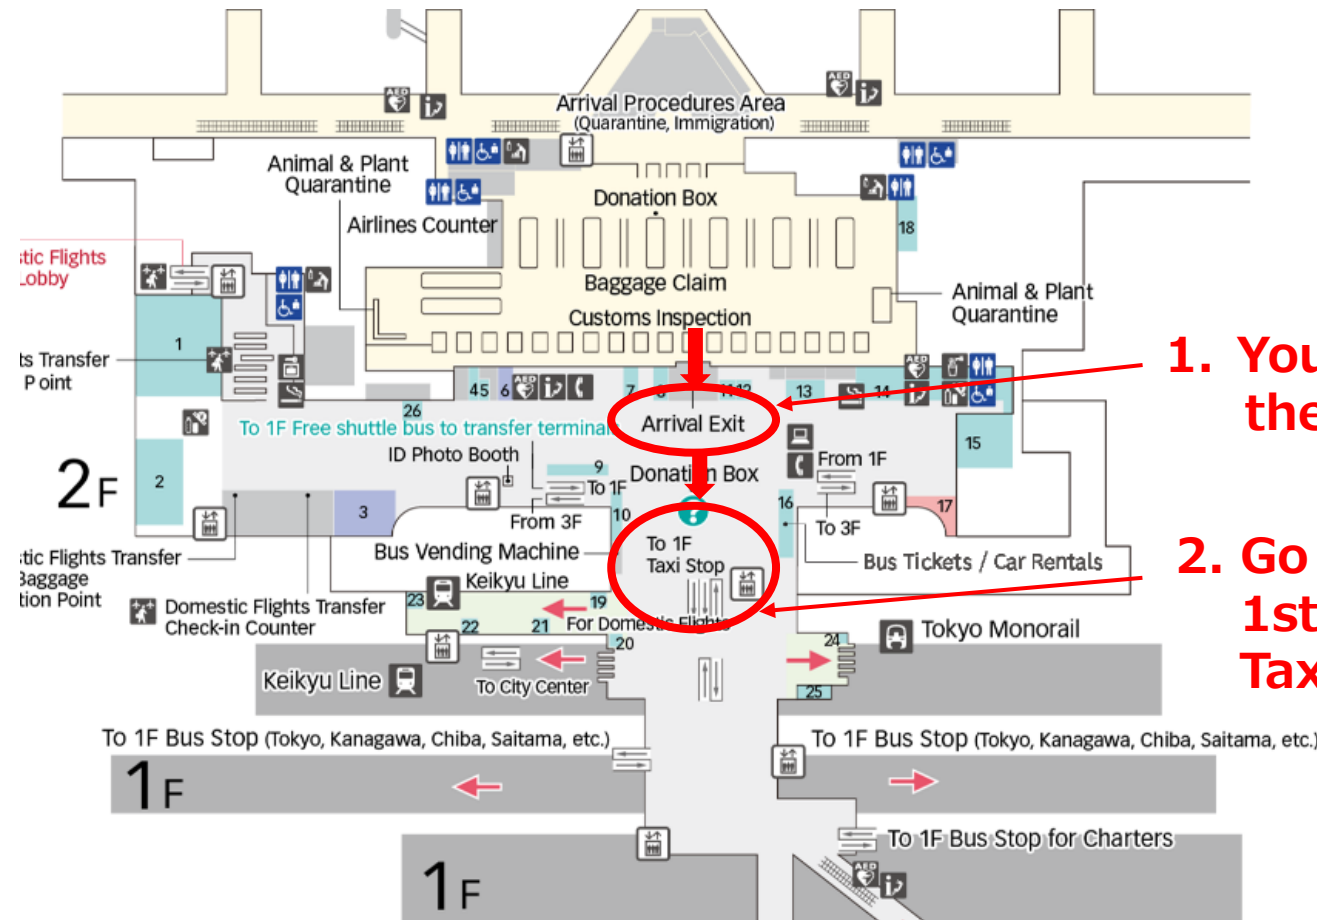 Arrival Procedures Area
(Quarantine, Immigration)
AED
AED
Animal & Plant
Quarantine
Donation Box
Airlines Counter
18
stic Flights
Lobby
Baggage Claim
Animal & Plant
Quarantine
Customs Inspection
1
ts Transfer
Point
1. You
the
45
6
AED
7
8
11
12
13
14
AED
26
Arrival Exit
To 1F Free shuttle bus to transfer terminal
15
ID Photo Booth
9
Donation Box
From 1F
2F
2
To 1F
3
From 3F
10
16
To 3F
17
To 1F
Taxi Stop
stic Flights Transfer
Baggage
tion Point
Bus Vending Machine
Bus Tickets / Car Rentals
2. Go
1st
Tax
Keikyu Line
Domestic Flights Transfer
Check-in Counter
23
22
21
19
For Domestic Flights
20
24
Tokyo Monorail
Keikyu Line
To City Center
25
To 1F Bus Stop (Tokyo, Kanagawa, Chiba, Saitama, etc.)
To 1F Bus Stop (Tokyo, Kanagawa, Chiba, Saitama, etc.)
1F
To 1F Bus Stop for Charters
1F
AED